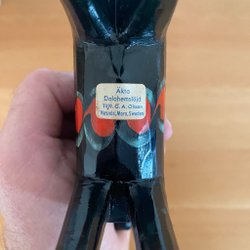 Äkta
Dalahemslöjd
Tillv. G. A. Olsson
Nusnäs, Mora, Sweden